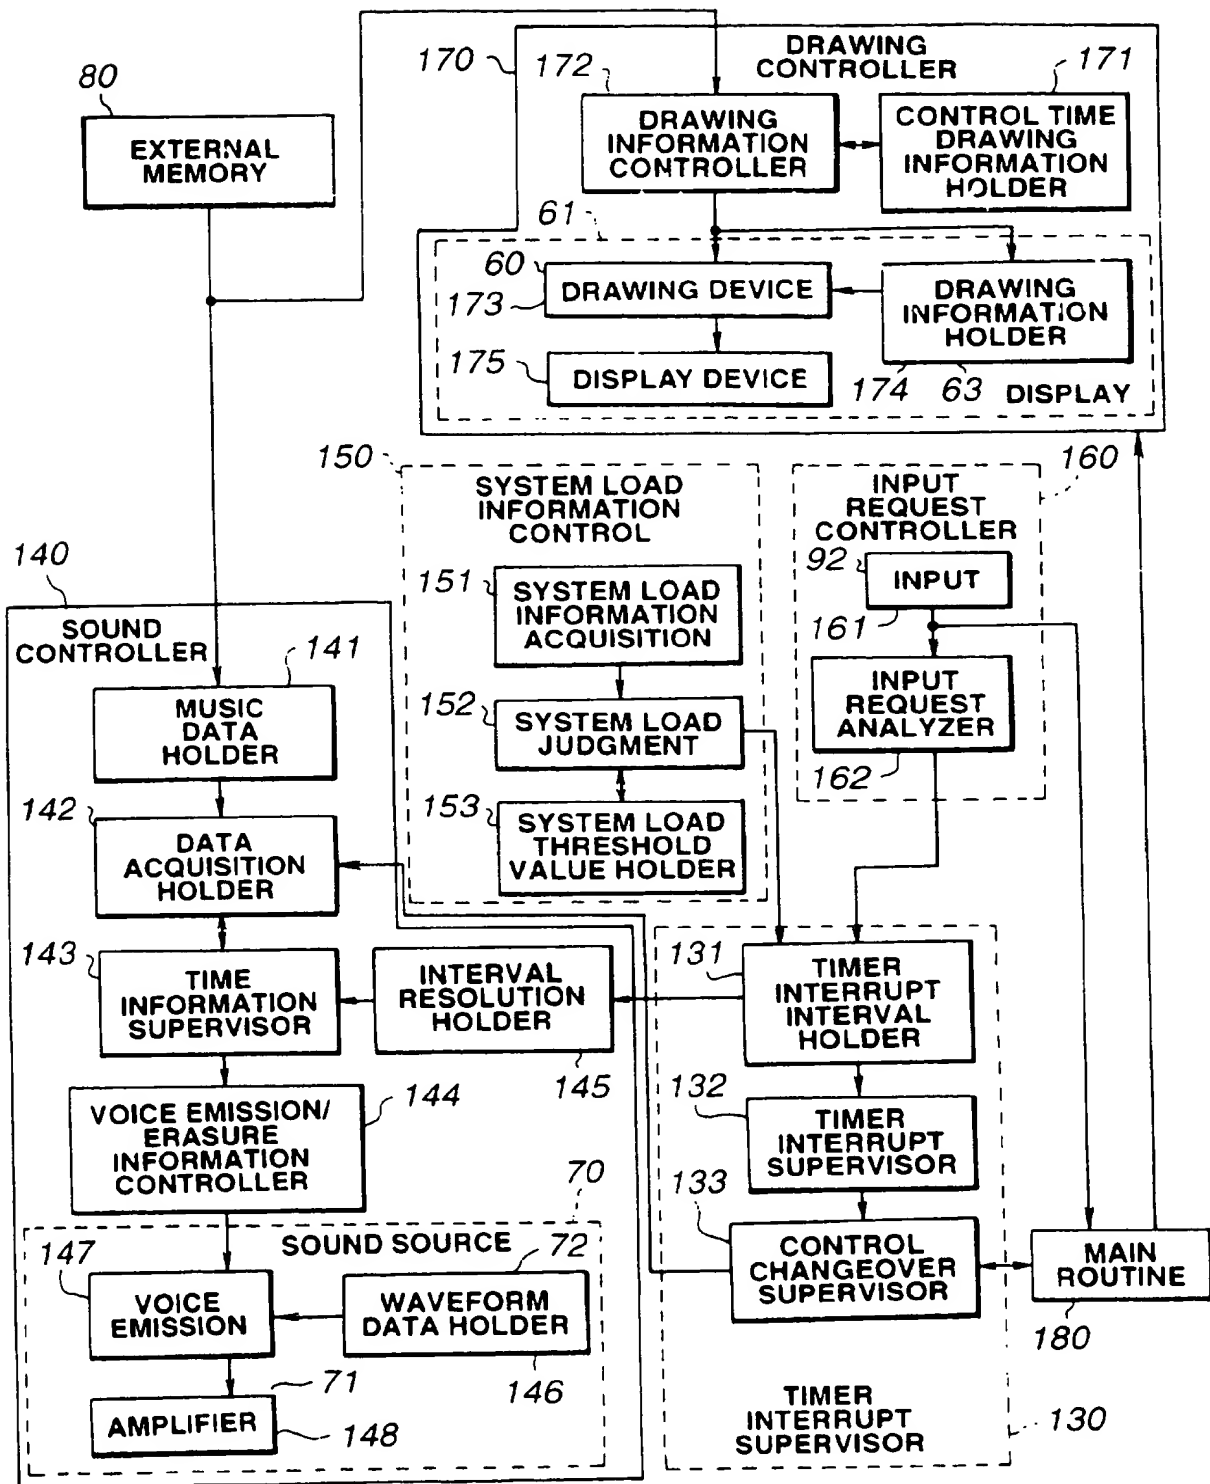 DRAWING
CONTROLLER
170
172
171
80
EXTERNAL
MEMORY
DRAWING
INFORMATION
CONTROLLER
CONTROL TIME
DRAWING
INFORMATION
HOLDER
61
60
173
DRAWING DEVICE
DRAWING
INFORMATION
HOLDER
175
DISPLAY DEVICE
174
63
DISPLAY
150
SYSTEM LOAD
INFORMATION
CONTROL
160
INPUT
REQUEST
CONTROLLER
92
INPUT
161
INPUT
REQUEST
ANALYZER
162
151
SYSTEM LOAD
INFORMATION
ACQUISITION
152
SYSTEM LOAD
JUDGMENT
153
SYSTEM LOAD
THRESHOLD
VALUE HOLDER
140
SOUND
CONTROLLER
141
MUSIC
DATA
HOLDER
142
DATA
ACQUISITION
HOLDER
143
TIME
INFORMATION
SUPERVISOR
INTERVAL
RESOLUTION
HOLDER
145
131
TIMER
INTERRUPT
INTERVAL
HOLDER
144
VOICE EMISSION/
ERASURE
INFORMATION
CONTROLLER
132
TIMER
INTERRUPT
SUPERVISOR
133
CONTROL
CHANGEOVER
SUPERVISOR
MAIN
ROUTINE
180
70
SOUND SOURCE
147
VOICE
EMISSION
72
WAVEFORM
DATA HOLDER
146
71
AMPLIFIER
148
TIMER
INTERRUPT
SUPERVISOR
130